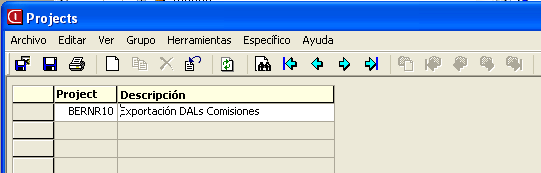 Projects
Archivo Editar Ver Grupo Herramientas Específico Ayuda
Project Descripción
BERNR10 Exportación DALs Comisiones